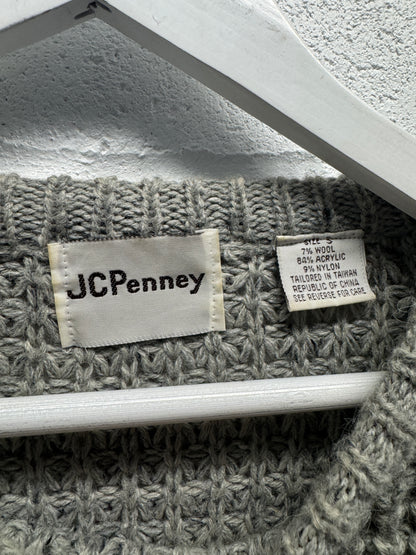 JCPenney
SIZE S
7% WOOL
84% ACRYLIC
9% NYLON
TAILORED IN TAIWAN
REPUBLIC OF CHINA
SEE REVERSE FOR CARE